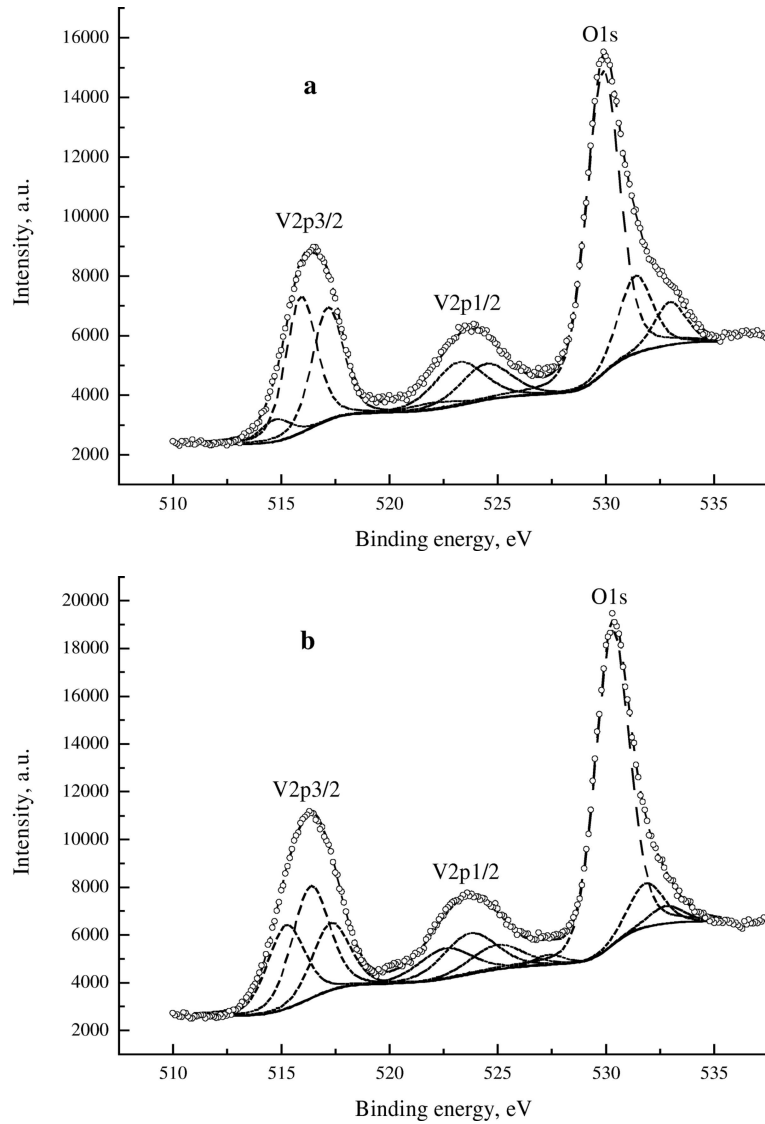 O1s
16000
a
14000
12000
V2p3/2
10000
8000
V2p1/2
6000
4000
2000
Intensity, a.u.
510
515
520
525
530
535
Binding energy, eV
O1s
20000
b
18000
16000
14000
V2p3/2
12000
10000
V2p1/2
8000
6000
4000
2000
Intensity, a.u.
510
515
520
525
530
535
Binding energy, eV